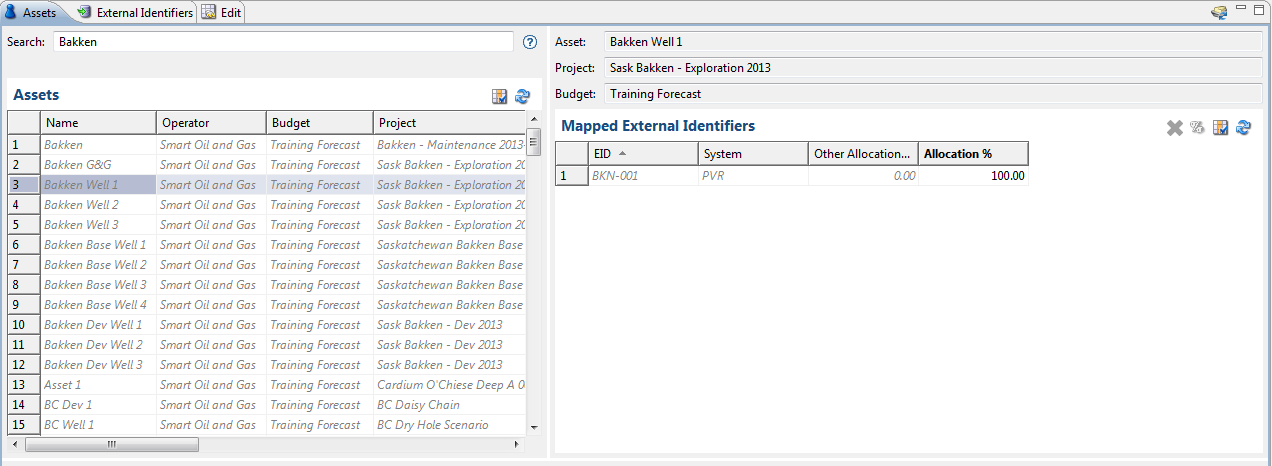 Assets External Identifiers Edit
Search: Bakken
Assets
Name Operator Budget Project
1 Bakken Smart Oil and Gas Training Forecast Bakken - Maintenance 2013-
2 Bakken G&G Smart Oil and Gas Training Forecast Sask Bakken - Exploration 20
3 Bakken Well 1 Smart Oil and Gas Training Forecast Sask Bakken - Exploration 20
4 Bakken Well 2 Smart Oil and Gas Training Forecast Sask Bakken - Exploration 20
5 Bakken Well 3 Smart Oil and Gas Training Forecast Sask Bakken - Exploration 20
6 Bakken Base Well 1 Smart Oil and Gas Training Forecast Saskatchewan Bakken Base
7 Bakken Base Well 2 Smart Oil and Gas Training Forecast Saskatchewan Bakken Base
8 Bakken Base Well 3 Smart Oil and Gas Training Forecast Saskatchewan Bakken Base
9 Bakken Base Well 4 Smart Oil and Gas Training Forecast Saskatchewan Bakken Base
10 Bakken Dev Well 1 Smart Oil and Gas Training Forecast Sask Bakken - Dev 2013
11 Bakken Dev Well 2 Smart Oil and Gas Training Forecast Sask Bakken - Dev 2013
12 Bakken Dev Well 3 Smart Oil and Gas Training Forecast Sask Bakken - Dev 2013
13 Asset 1 Smart Oil and Gas Training Forecast Cardium O'Chiese Deep A 0
14 BC Dev 1 Smart Oil and Gas Training Forecast BC Daisy Chain
15 BC Well 1 Smart Oil and Gas Training Forecast BC Dry Hole Scenario
Asset: Bakken Well 1
Project: Sask Bakken - Exploration 2013
Budget: Training Forecast
Mapped External Identifiers
EID System Other Allocation... Allocation %
1 BKN-001 PVR 0.00 100.00